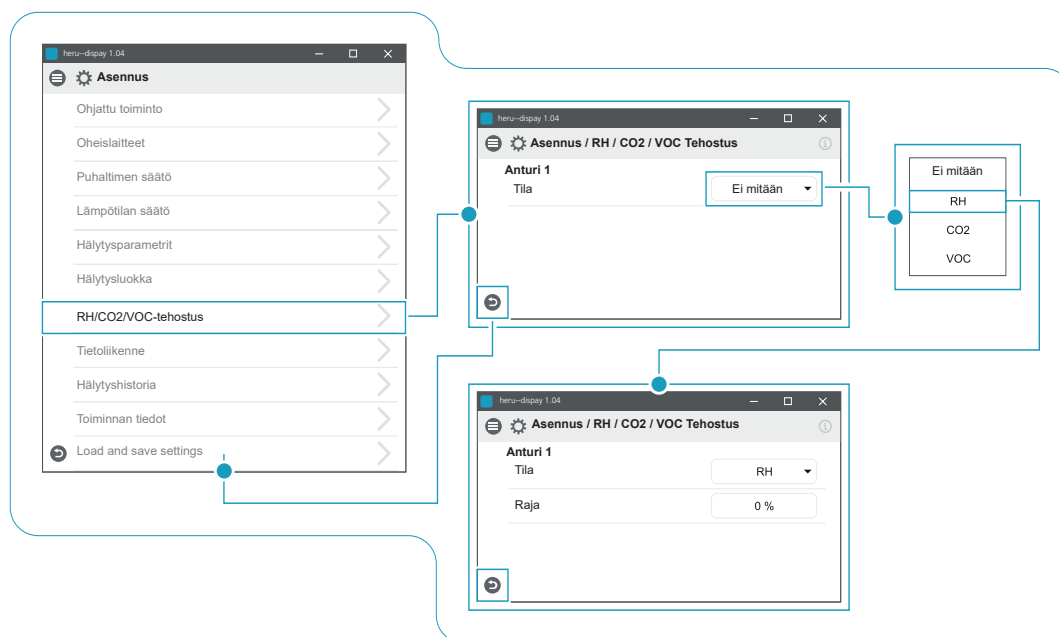 heru--dispay 1.04
Asennus
Ohjattu toiminto
Oheislaitteet
Puhaltimen säätö
Lämpötilan säätö
Hälytysparametrit
Hälytysluokka
RH/CO2/VOC-tehostus
Tietoliikenne
Hälytyshistoria
Toiminnan tiedot
Load and save settings
heru--dispay 1.04
Asennus / RH / CO2 / VOC Tehostus
Anturi 1
Tila Ei mitään
Ei mitään
RH
CO2
VOC
heru--dispay 1.04
Asennus / RH / CO2 / VOC Tehostus
Anturi 1
Tila RH
Raja 0 %